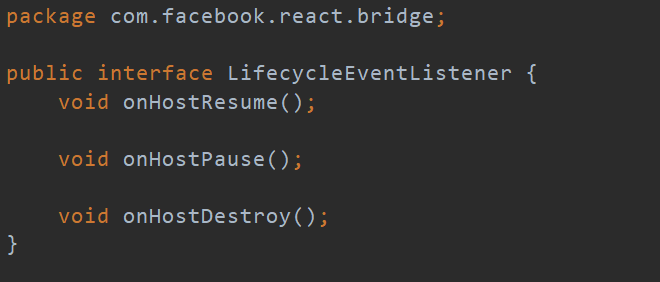 package com.facebook.react.bridge;
public interface LifecycleEventListener {
    void onHostResume();
    void onHostPause();
    void onHostDestroy();
}